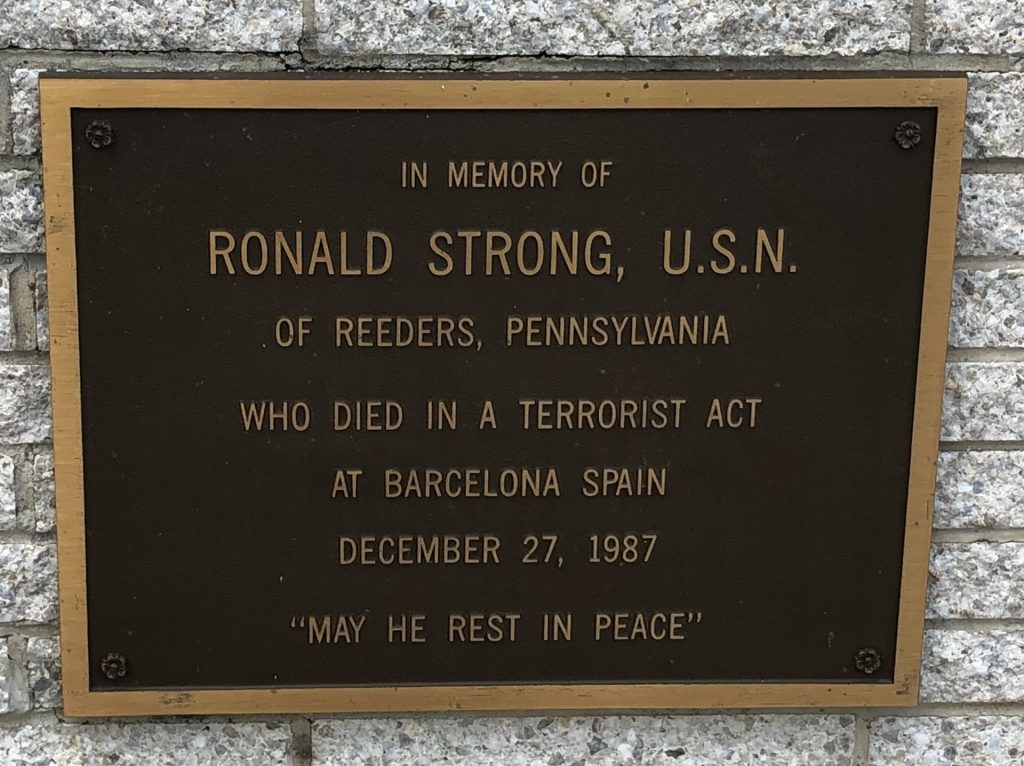 IN MEMORY OF
RONALD STRONG, U.S.N.
OF REEDERS, PENNSYLVANIA
WHO DIED IN A TERRORIST ACT
AT BARCELONA SPAIN
DECEMBER 27, 1987
“MAY HE REST IN PEACE”